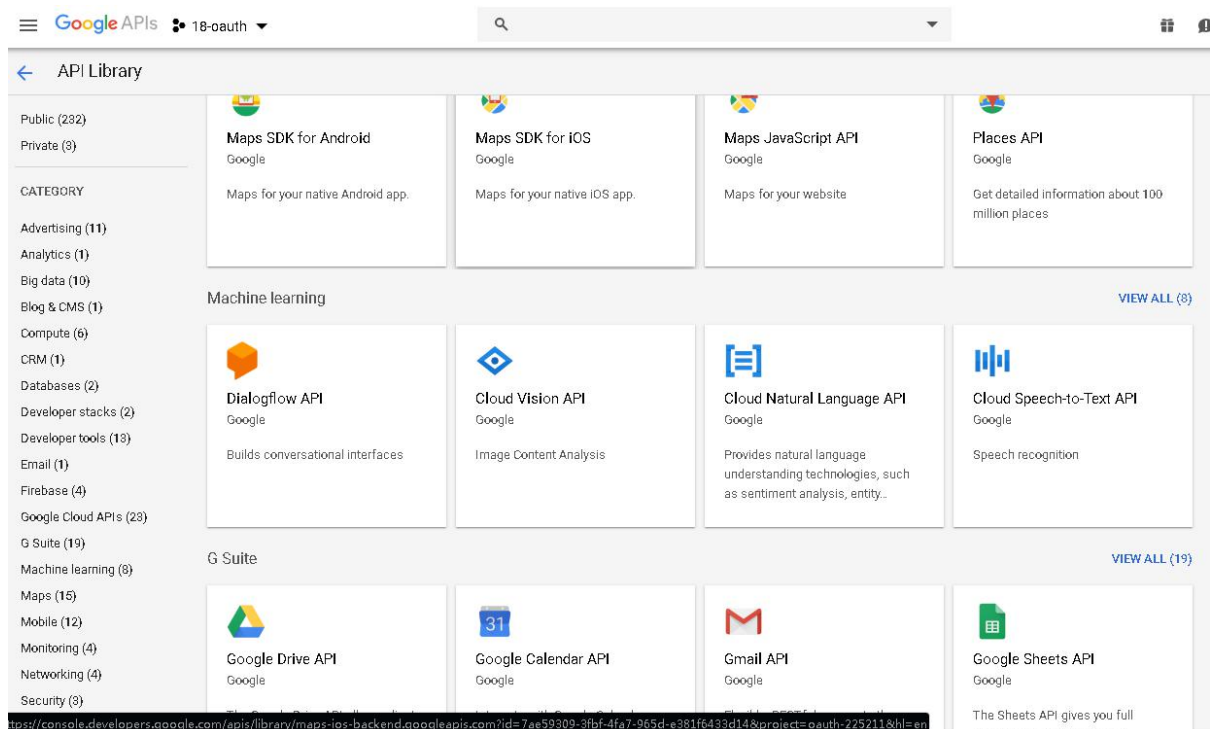 Google APIs 18-oauth
API Library
Public (232)
Private (3)
CATEGORY
Advertising (11)
Analytics (1)
Big data (10)
Blog & CMS (1)
Compute (6)
CRM (1)
Databases (2)
Developer stacks (2)
Developer tools (13)
Email (1)
Firebase (4)
Google Cloud APIs (23)
G Suite (19)
Machine learning (8)
Maps (15)
Mobile (12)
Monitoring (4)
Networking (4)
Security (3)
Maps SDK for Android
Google
Maps for your native Android app.
Maps SDK for iOS
Google
Maps for your native iOS app.
Maps JavaScript API
Google
Maps for your website
Places API
Google
Get detailed information about 100
million places
Machine learning
VIEW ALL (8)
Dialogflow API
Google
Builds conversational interfaces
Cloud Vision API
Google
Image Content Analysis
Cloud Natural Language API
Google
Provides natural language
understanding technologies, such
as sentiment analysis, entity...
Cloud Speech-to-Text API
Google
Speech recognition
G Suite
VIEW ALL (19)
Google Drive API
Google
31
Google Calendar API
Google
Gmail API
Google
Google Sheets API
Google
The Sheets API gives you full
ttps://console.developers.google.com/apis/library/maps-ios-backend.googleapis.com?id=7ae59309-3fbf-4fa7-965d-e381f6433d14&project=oauth-225211&hl=en